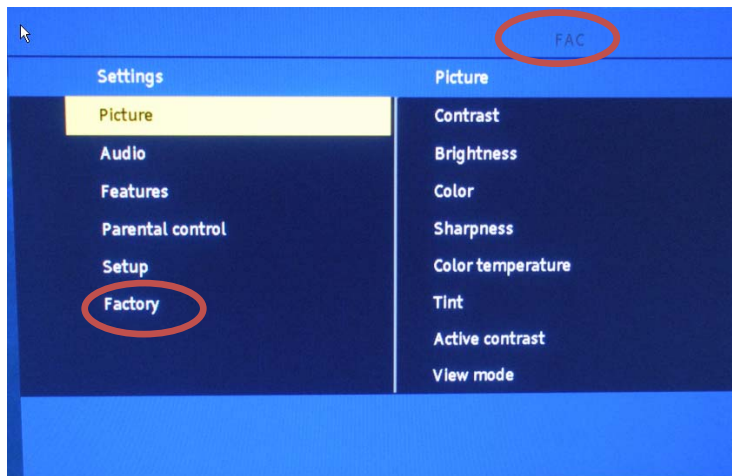 FAC
Settings
Picture
Picture
Contrast
Audio
Brightness
Features
Color
Parental control
Sharpness
Setup
Color temperature
Factory
Tint
Active contrast
View mode